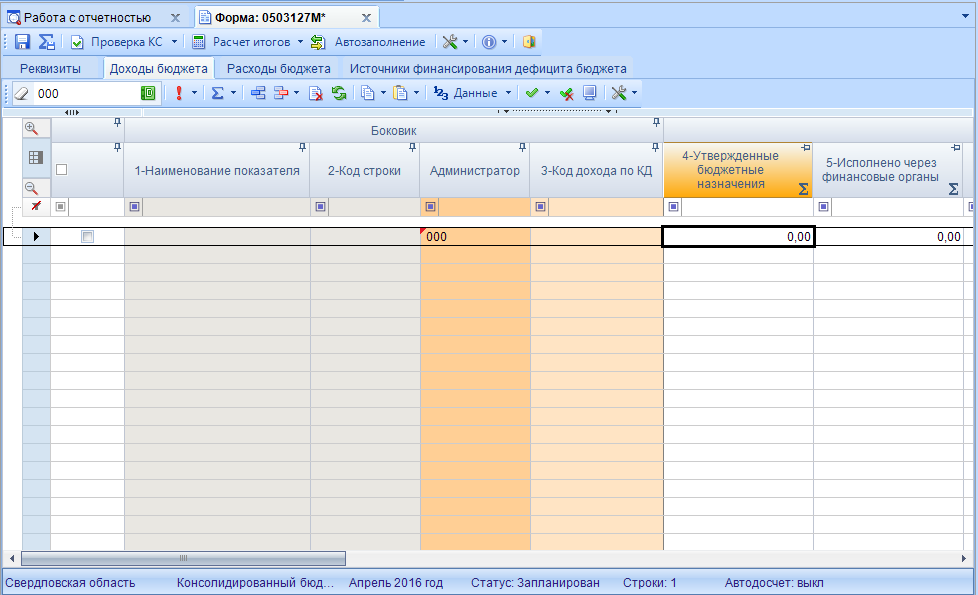 Работа с отчетностью
Форма: 0503127М*
Проверка КС Расчет итогов Автозаполнение
Реквизиты Доходы бюджета Расходы бюджета Источники финансирования дефицита бюджета
000 Данные
Боковик
1-Наименование показателя
2-Код строки
Администратор
3-Код дохода по КД
4-Утвержденные
бюджетные
назначения
5-Исполнено через
финансовые органы
000 0,00 0,00
Свердловская область Консолидированный бюд... Апрель 2016 год Статус: Запланирован Строки: 1 Автодосчет: выкл